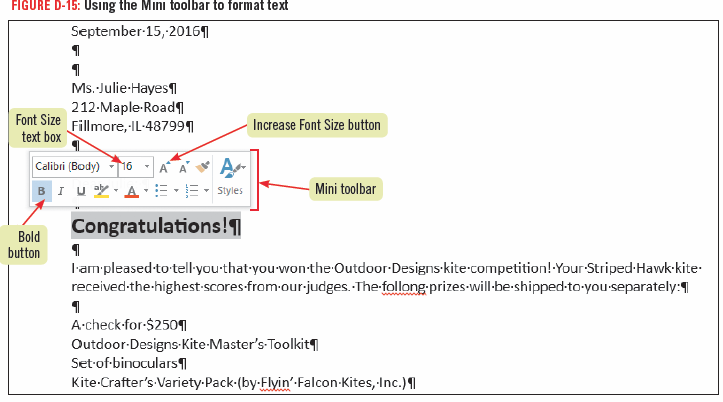 FIGURE D-15: Using the Mini toolbar to format text
September·15,·2016¶
¶
¶
Ms.·Julie·Hayes¶
212·Maple·Road¶
Fillmore,·IL·48799¶
¶
Font Size
text box
Increase Font Size button
Calibri (Body) 16 A A A
B I U ab A Styles
Mini toolbar
Bold
button
Congratulations!¶
¶
I·am·pleased·to·tell·you·that·you·won·the·Outdoor·Designs·kite·competition!·Your·Striped·Hawk·kite·
received·the·highest·scores·from·our·judges.·The·follong·prizes·will·be·shipped·to·you·separately:¶
¶
A·check·for·$250¶
Outdoor·Designs·Kite·Master's·Toolkit¶
Set·of·binoculars¶
Kite·Crafter's·Variety·Pack·(by·Flyin'·Falcon·Kites,·Inc.)¶